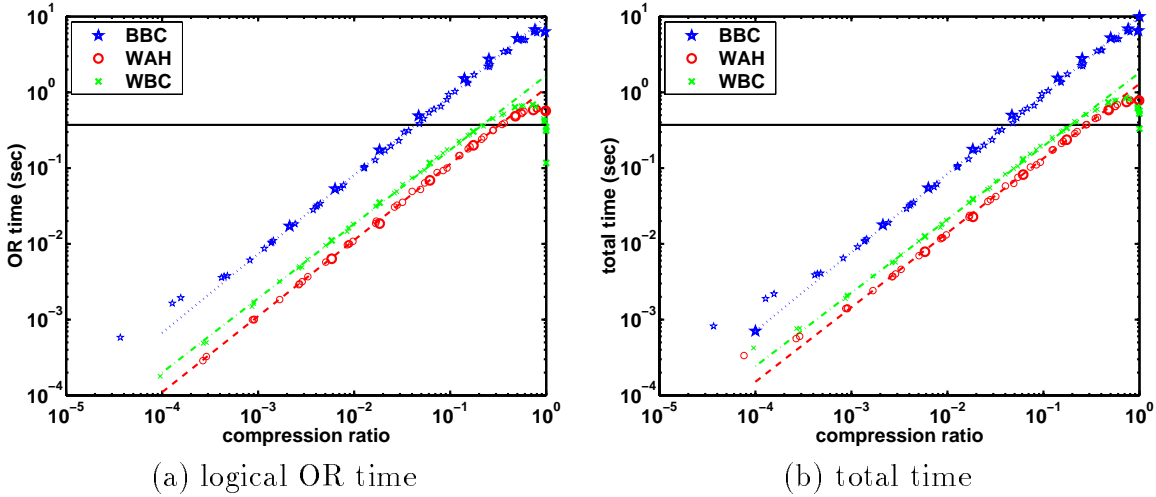 10^1
10^0
10^−1
10^−2
10^−3
10^−4
OR time (sec)
BBC
WAH
WBC
10^−5 10^−4 10^−3 10^−2 10^−1 10^0
compression ratio
(a) logical OR time
10^1
10^0
10^−1
10^−2
10^−3
10^−4
total time (sec)
BBC
WAH
WBC
10^−5 10^−4 10^−3 10^−2 10^−1 10^0
compression ratio
(b) total time